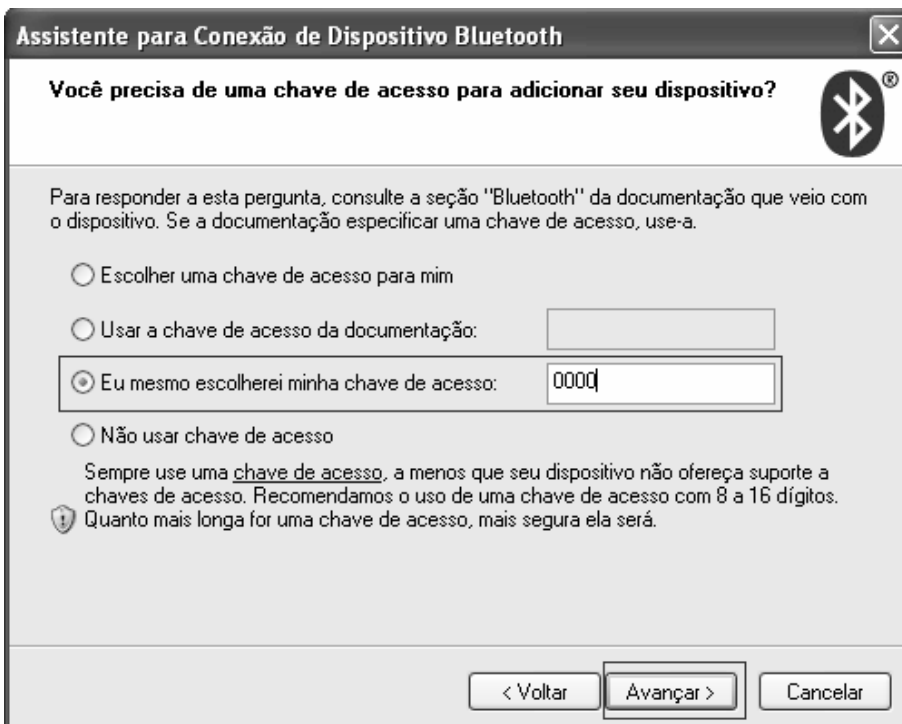 Assistente para Conexão de Dispositivo Bluetooth
Você precisa de uma chave de acesso para adicionar seu dispositivo?
®
Para responder a esta pergunta, consulte a seção "Bluetooth" da documentação que veio com
o dispositivo. Se a documentação especificar uma chave de acesso, use-a.
Escolher uma chave de acesso para mim
Usar a chave de acesso da documentação:
Eu mesmo escolherei minha chave de acesso: 0000
Não usar chave de acesso
Sempre use uma chave de acesso, a menos que seu dispositivo não ofereça suporte a
chaves de acesso. Recomendamos o uso de uma chave de acesso com 8 a 16 dígitos.
Quanto mais longa for uma chave de acesso, mais segura ela será.
< Voltar Avançar > Cancelar